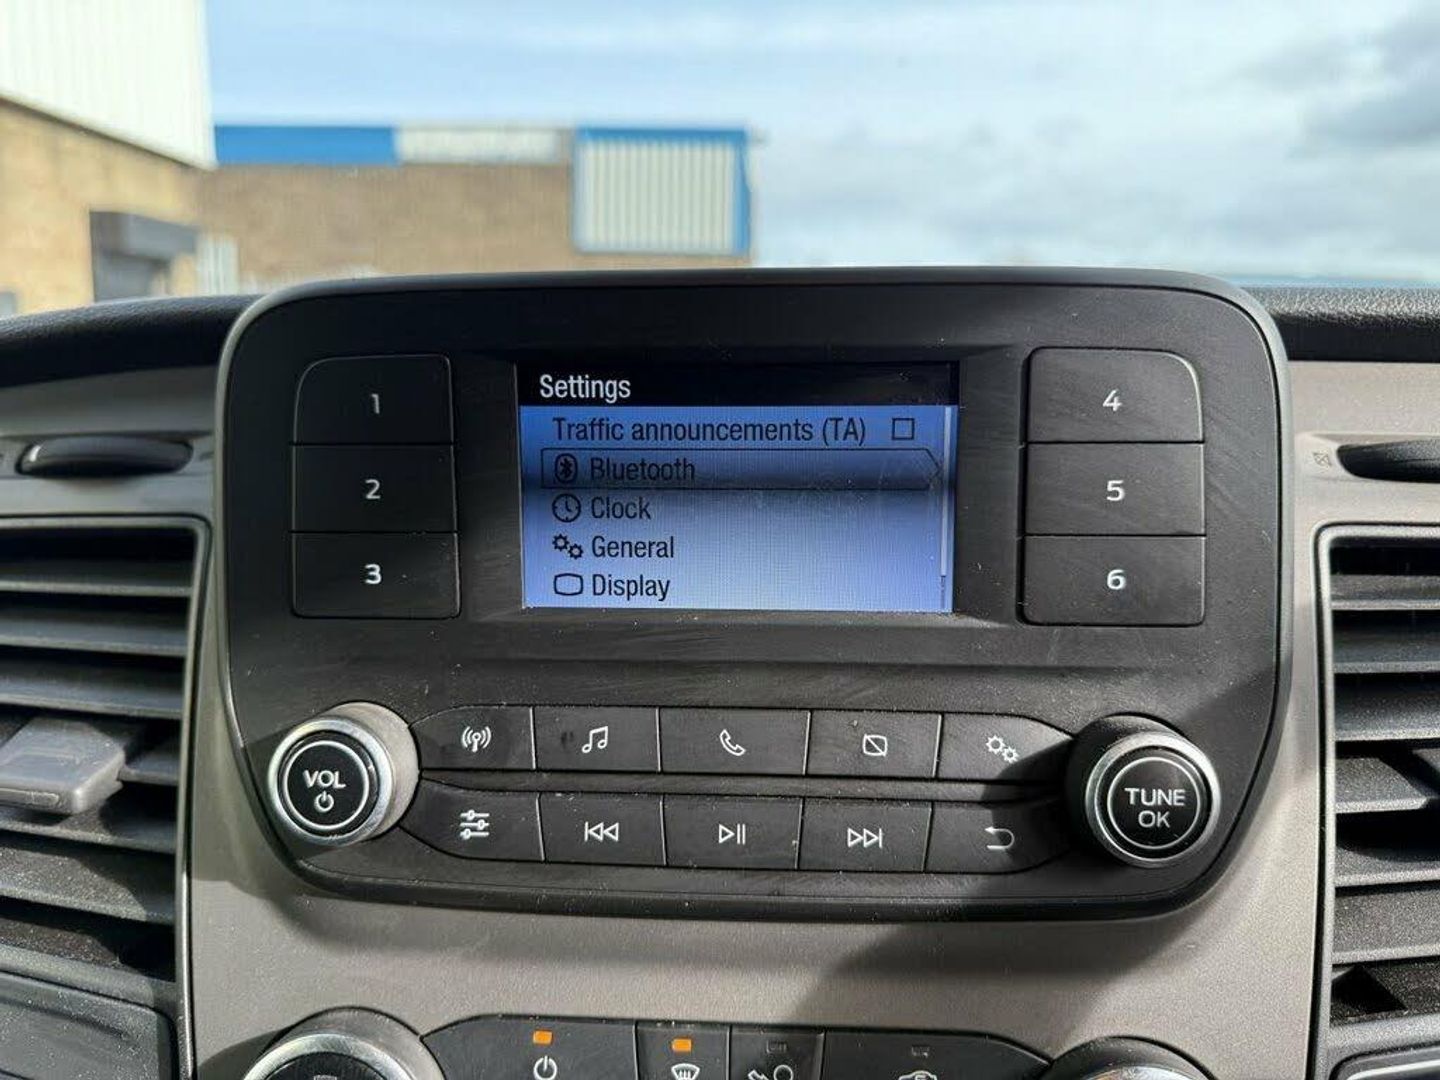 Settings
Traffic announcements (TA)
Bluetooth
Clock
General
Display
1
2
3
4
5
6
VOL
TUNE
OK